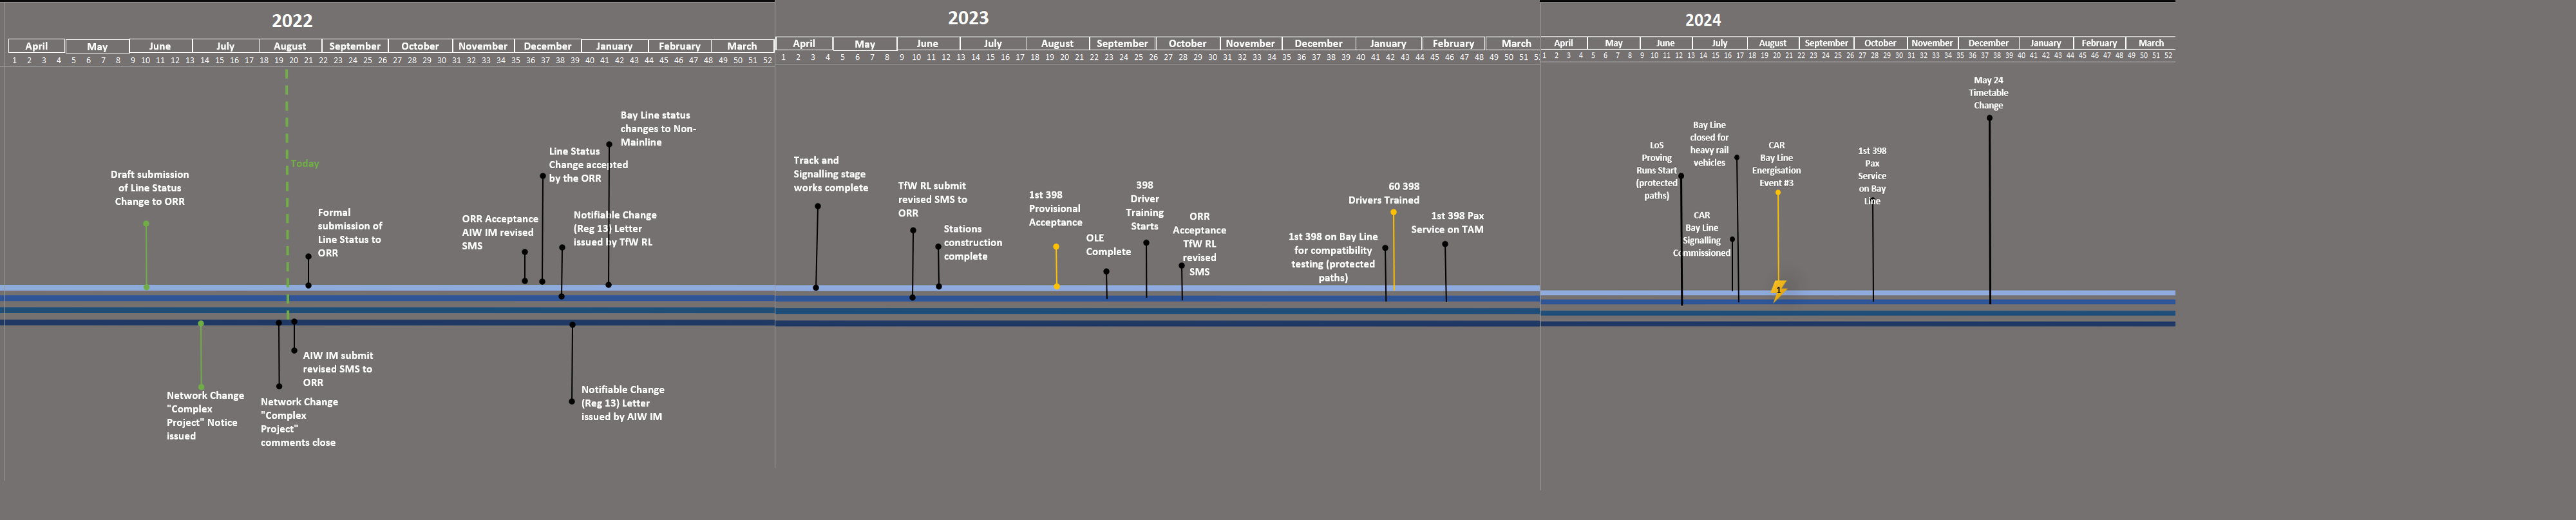 2022
April May June July August September October November December January February March
1 2 3 4 5 6 7 8 9 10 11 12 13 14 15 16 17 18 19 20 21 22 23 24 25 26 27 28 29 30 31 32 33 34 35 36 37 38 39 40 41 42 43 44 45 46 47 48 49 50 51 52
Today
Draft submission
of Line Status
Change to ORR
Formal
submission of
Line Status to
ORR
ORR Acceptance
AIW IM revised
SMS
Line Status
Change accepted
by the ORR
Bay Line status
changes to Non-
Mainline
Notifiable Change
(Reg 13) Letter
issued by TfW RL
Network Change
"Complex
Project" Notice
issued
Network Change
"Complex
Project"
comments close
AIW IM submit
revised SMS to
ORR
Notifiable Change
(Reg 13) Letter
issued by AIW IM
2023
April May June July August September October November December January February March
1 2 3 4 5 6 7 8 9 10 11 12 13 14 15 16 17 18 19 20 21 22 23 24 25 26 27 28 29 30 31 32 33 34 35 36 37 38 39 40 41 42 43 44 45 46 47 48 49 50 51 5
Track and
Signalling stage
works complete
TfW RL submit
revised SMS to
ORR
Stations
construction
complete
1st 398
Provisional
Acceptance
OLE
Complete
398
Driver
Training
Starts
ORR
Acceptance
TfW RL
revised
SMS
1st 398 on Bay Line
for compatibility
testing (protected
paths)
60 398
Drivers Trained
1st 398 Pax
Service on TAM
2024
April May June July August September October November December January February March
1 2 3 4 5 6 7 8 9 10 11 12 13 14 15 16 17 18 19 20 21 22 23 24 25 26 27 28 29 30 31 32 33 34 35 36 37 38 39 40 41 42 43 44 45 46 47 48 49 50 51 52
LoS
Proving
Runs Start
(protected
paths)
Bay Line
closed for
heavy rail
vehicles
CAR
Bay Line
Signalling
Commissioned
CAR
Bay Line
Energisation
Event #3
1
1st 398
Pax
Service
on Bay
Line
May 24
Timetable
Change